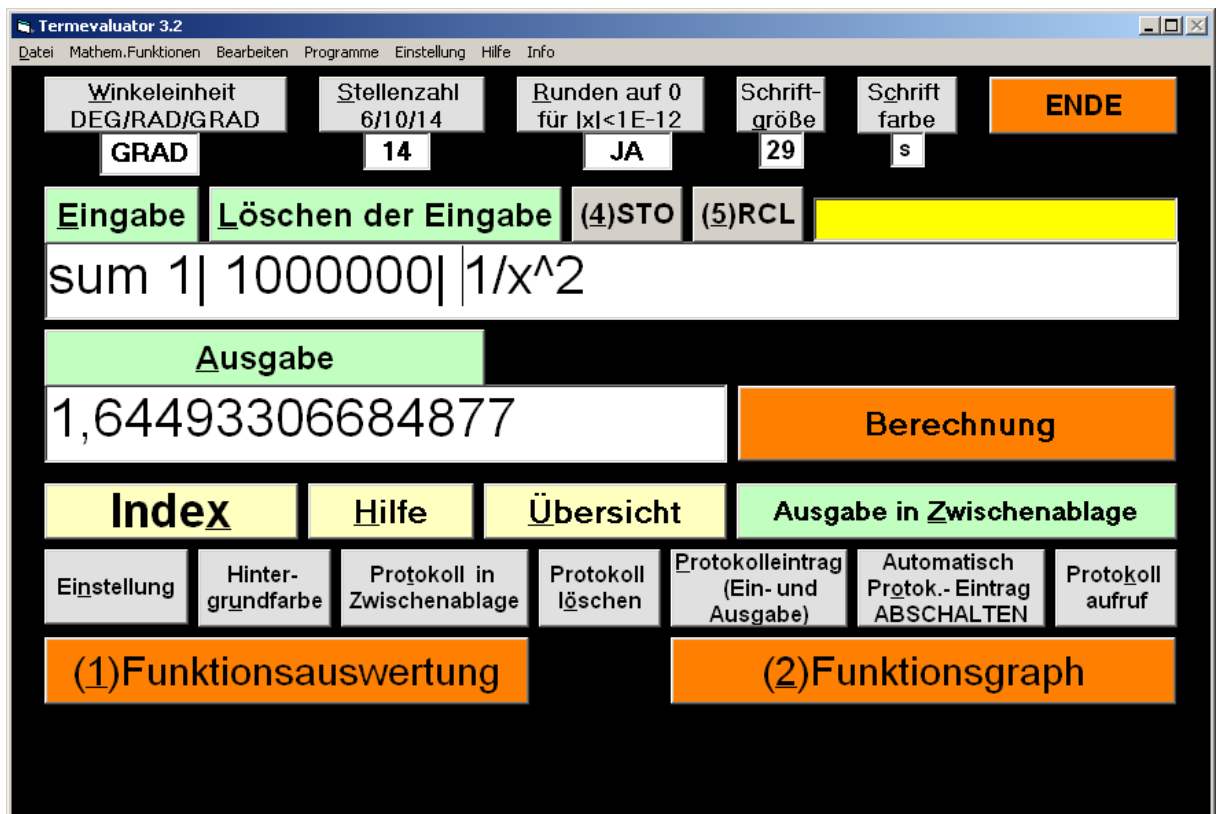 Termevaluator 3.2
Datei Mathem.Funktionen Bearbeiten Programme Einstellung Hilfe Info
Winkeleinheit
DEG/RAD/GRAD
GRAD
Stellenzahl
6/10/14
14
Runden auf 0
für |x|<1E-12
JA
Schrift-
größe
29
Schrift
farbe
s
ENDE
Eingabe
Löschen der Eingabe
(4)STO
(5)RCL
sum 1| 1000000| 1/x^2
Ausgabe
1,64493306684877
Berechnung
Index
Hilfe
Übersicht
Ausgabe in Zwischenablage
Einstellung
Hinter-
grundfarbe
Protokoll in
Zwischenablage
Protokoll
löschen
Protokolleintrag
(Ein- und
Ausgabe)
Automatisch
Protok.- Eintrag
ABSCHALTEN
Protokoll
aufruf
(1)Funktionsauswertung
(2)Funktionsgraph